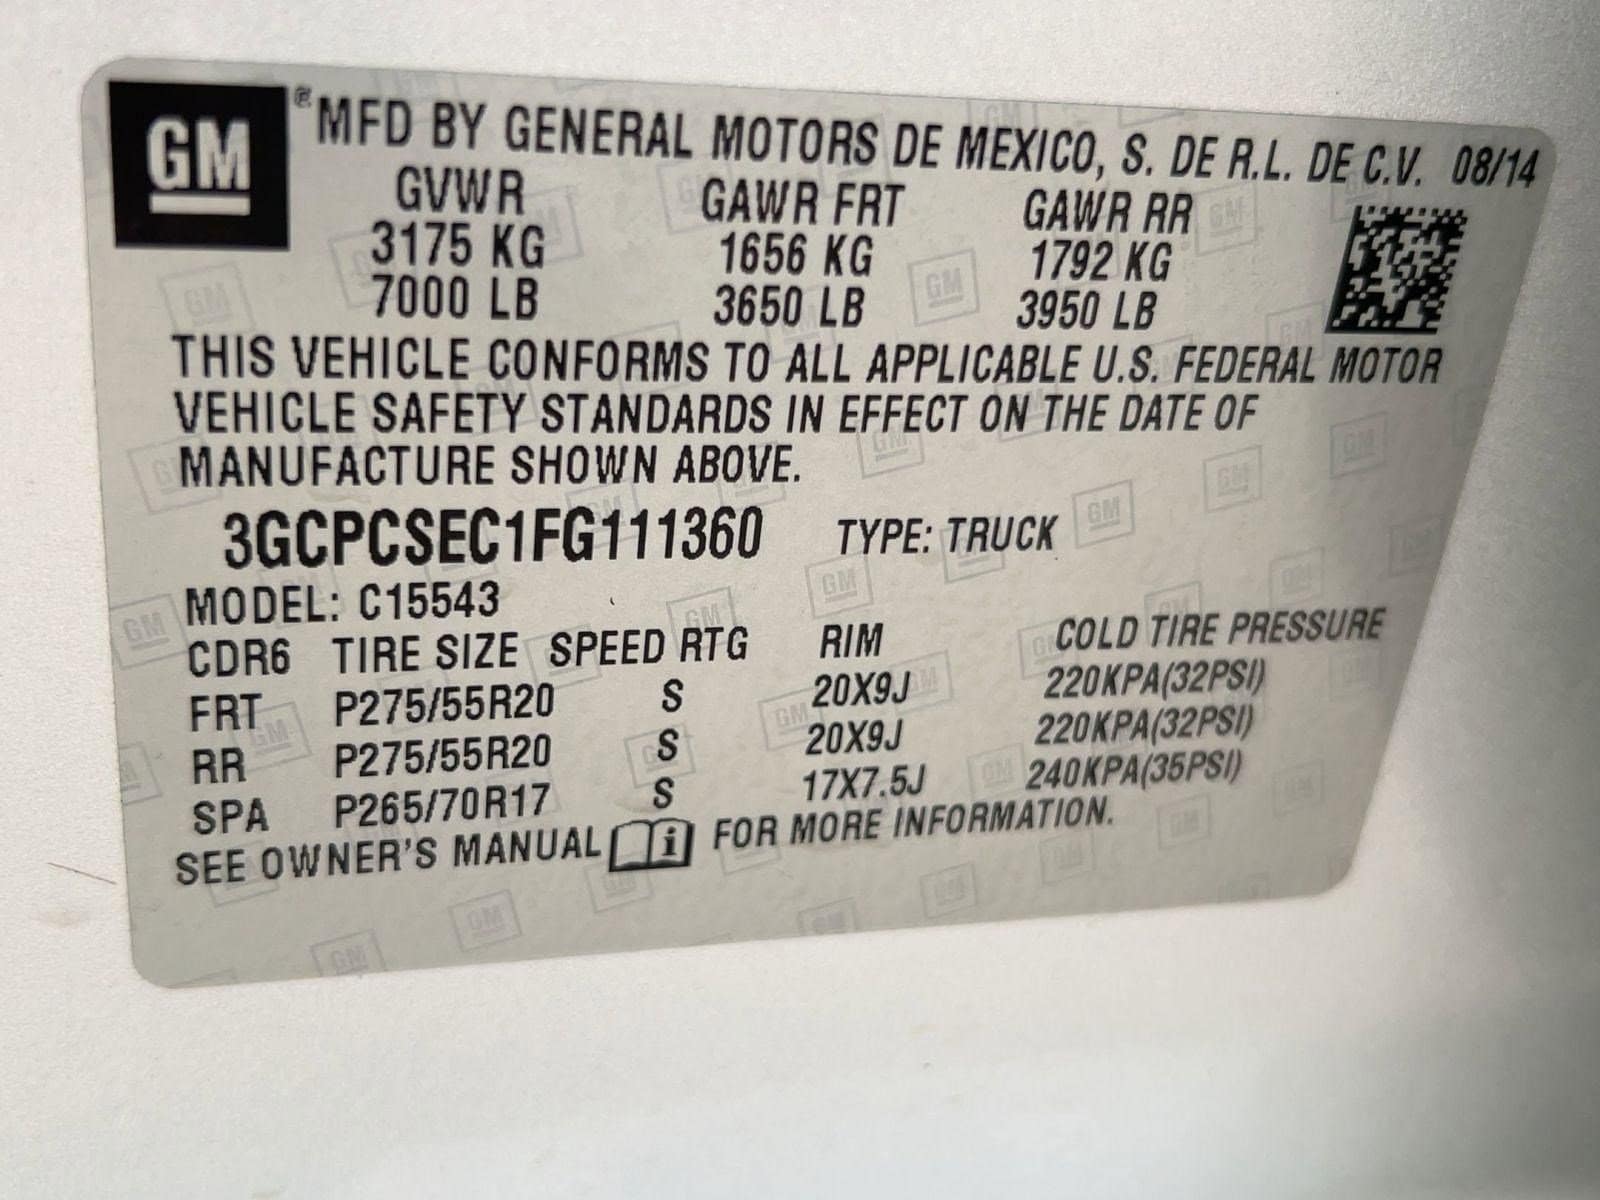 GM ® MFD BY GENERAL MOTORS DE MEXICO, S. DE R.L. DE C.V. 08/14
GVWR GAWR FRT GAWR RR
3175 KG 1656 KG 1792 KG
7000 LB 3650 LB 3950 LB
THIS VEHICLE CONFORMS TO ALL APPLICABLE U.S. FEDERAL MOTOR
VEHICLE SAFETY STANDARDS IN EFFECT ON THE DATE OF
MANUFACTURE SHOWN ABOVE.
3GCPCSEC1FG111360 TYPE: TRUCK
MODEL: C15543
CDR6 TIRE SIZE SPEED RTG RIM COLD TIRE PRESSURE
FRT P275/55R20 S 20X9J 220KPA(32PSI)
RR P275/55R20 S 20X9J 220KPA(32PSI)
SPA P265/70R17 S 17X7.5J 240KPA(35PSI)
SEE OWNER'S MANUAL i FOR MORE INFORMATION.